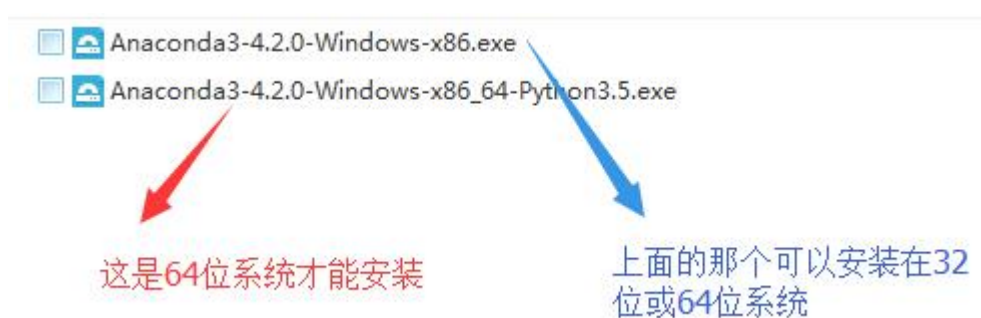 Anaconda3-4.2.0-Windows-x86.exe
Anaconda3-4.2.0-Windows-x86_64-Python3.5.exe
这是64位系统才能安装
上面的那个可以安装在32
位或64位系统